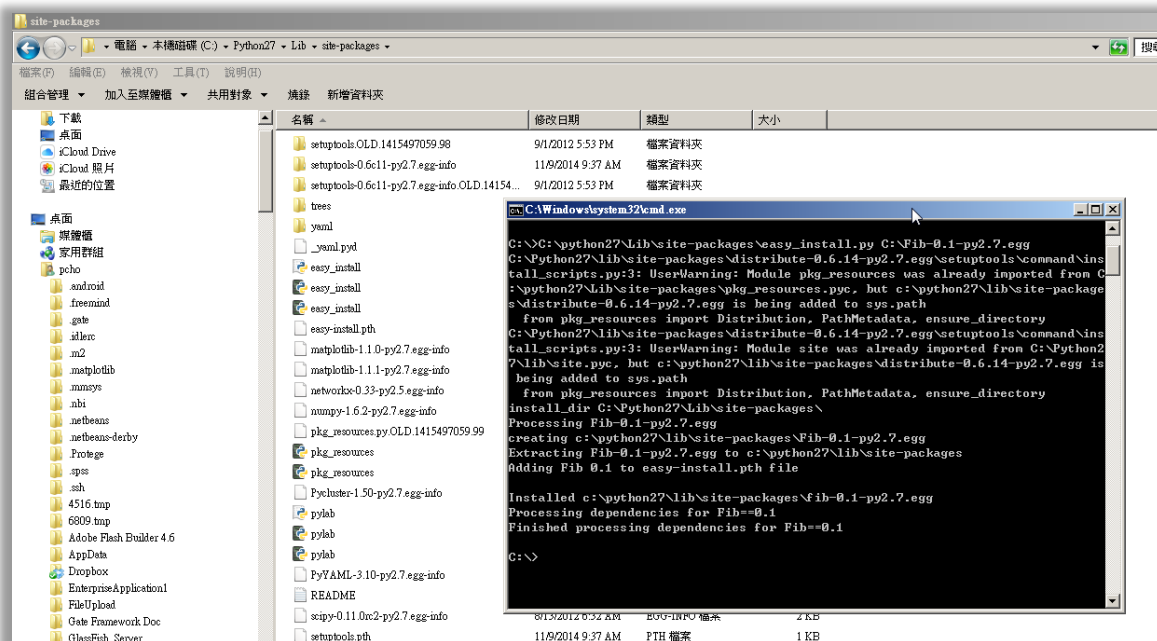 site-packages
電腦 本機磁碟 (C:) Python27 Lib site-packages
檔案(F) 編輯(E) 檢視(V) 工具(T) 說明(H)
組合管理 加入至媒體櫃 共用對象 燒錄 新增資料夾
下載
桌面
iCloud Drive
iCloud 照片
最近的位置
桌面
媒體櫃
家用群組
pcho
.android
.freemind
.gate
.idlerc
.m2
.matplotlib
.mmsys
.nbi
.netbeans
.netbeans-derby
.Protege
.spss
.ssh
4516.tmp
6809.tmp
Adobe Flash Builder 4.6
AppData
Dropbox
EnterpriseApplication1
FileUpload
Gate Framework Doc
GlassFish_Server
名稱 修改日期 類型 大小
setuptools.OLD.1415497059.98 9/1/2012 5:53 PM 檔案資料夾
setuptools-0.6c11-py2.7.egg-info 11/9/2014 9:37 AM 檔案資料夾
setuptools-0.6c11-py2.7.egg-info.OLD.14154... 9/1/2012 5:53 PM 檔案資料夾
trees
yaml
_yaml.pyd
easy_install
easy_install
easy_install
easy-install.pth
matplotlib-1.1.0-py2.7.egg-info
matplotlib-1.1.1-py2.7.egg-info
networkx-0.33-py2.5.egg-info
numpy-1.6.2-py2.7.egg-info
pkg_resources.py.OLD.1415497059.99
pkg_resources
pkg_resources
Pycluster-1.50-py2.7.egg-info
pylab
pylab
pylab
PyYAML-3.10-py2.7.egg-info
README
scipy-0.11.0rc2-py2.7.egg-info 8/13/2012 6:32 AM EGG-INFO 檔案 2 KB
setuptools.pth 11/9/2014 9:37 AM PTH 檔案 1 KB
C:\Windows\system32\cmd.exe
C:\>C:\python27\Lib\site-packages\easy_install.py C:\Fib-0.1-py2.7.egg
C:\Python27\lib\site-packages\distribute-0.6.14-py2.7.egg\setuptools\command\ins
tall_scripts.py:3: UserWarning: Module pkg_resources was already imported from C
:\python27\Lib\site-packages\pkg_resources.pyc, but c:\python27\lib\site-package
s\distribute-0.6.14-py2.7.egg is being added to sys.path
from pkg_resources import Distribution, PathMetadata, ensure_directory
C:\Python27\lib\site-packages\distribute-0.6.14-py2.7.egg\setuptools\command\ins
tall_scripts.py:3: UserWarning: Module site was already imported from C:\Python2
7\lib\site.pyc, but c:\python27\lib\site-packages\distribute-0.6.14-py2.7.egg is
being added to sys.path
from pkg_resources import Distribution, PathMetadata, ensure_directory
install_dir C:\Python27\Lib\site-packages\
Processing Fib-0.1-py2.7.egg
creating c:\python27\lib\site-packages\Fib-0.1-py2.7.egg
Extracting Fib-0.1-py2.7.egg to c:\python27\lib\site-packages
Adding Fib 0.1 to easy-install.pth file
Installed c:\python27\lib\site-packages\fib-0.1-py2.7.egg
Processing dependencies for Fib==0.1
Finished processing dependencies for Fib==0.1
C:\>